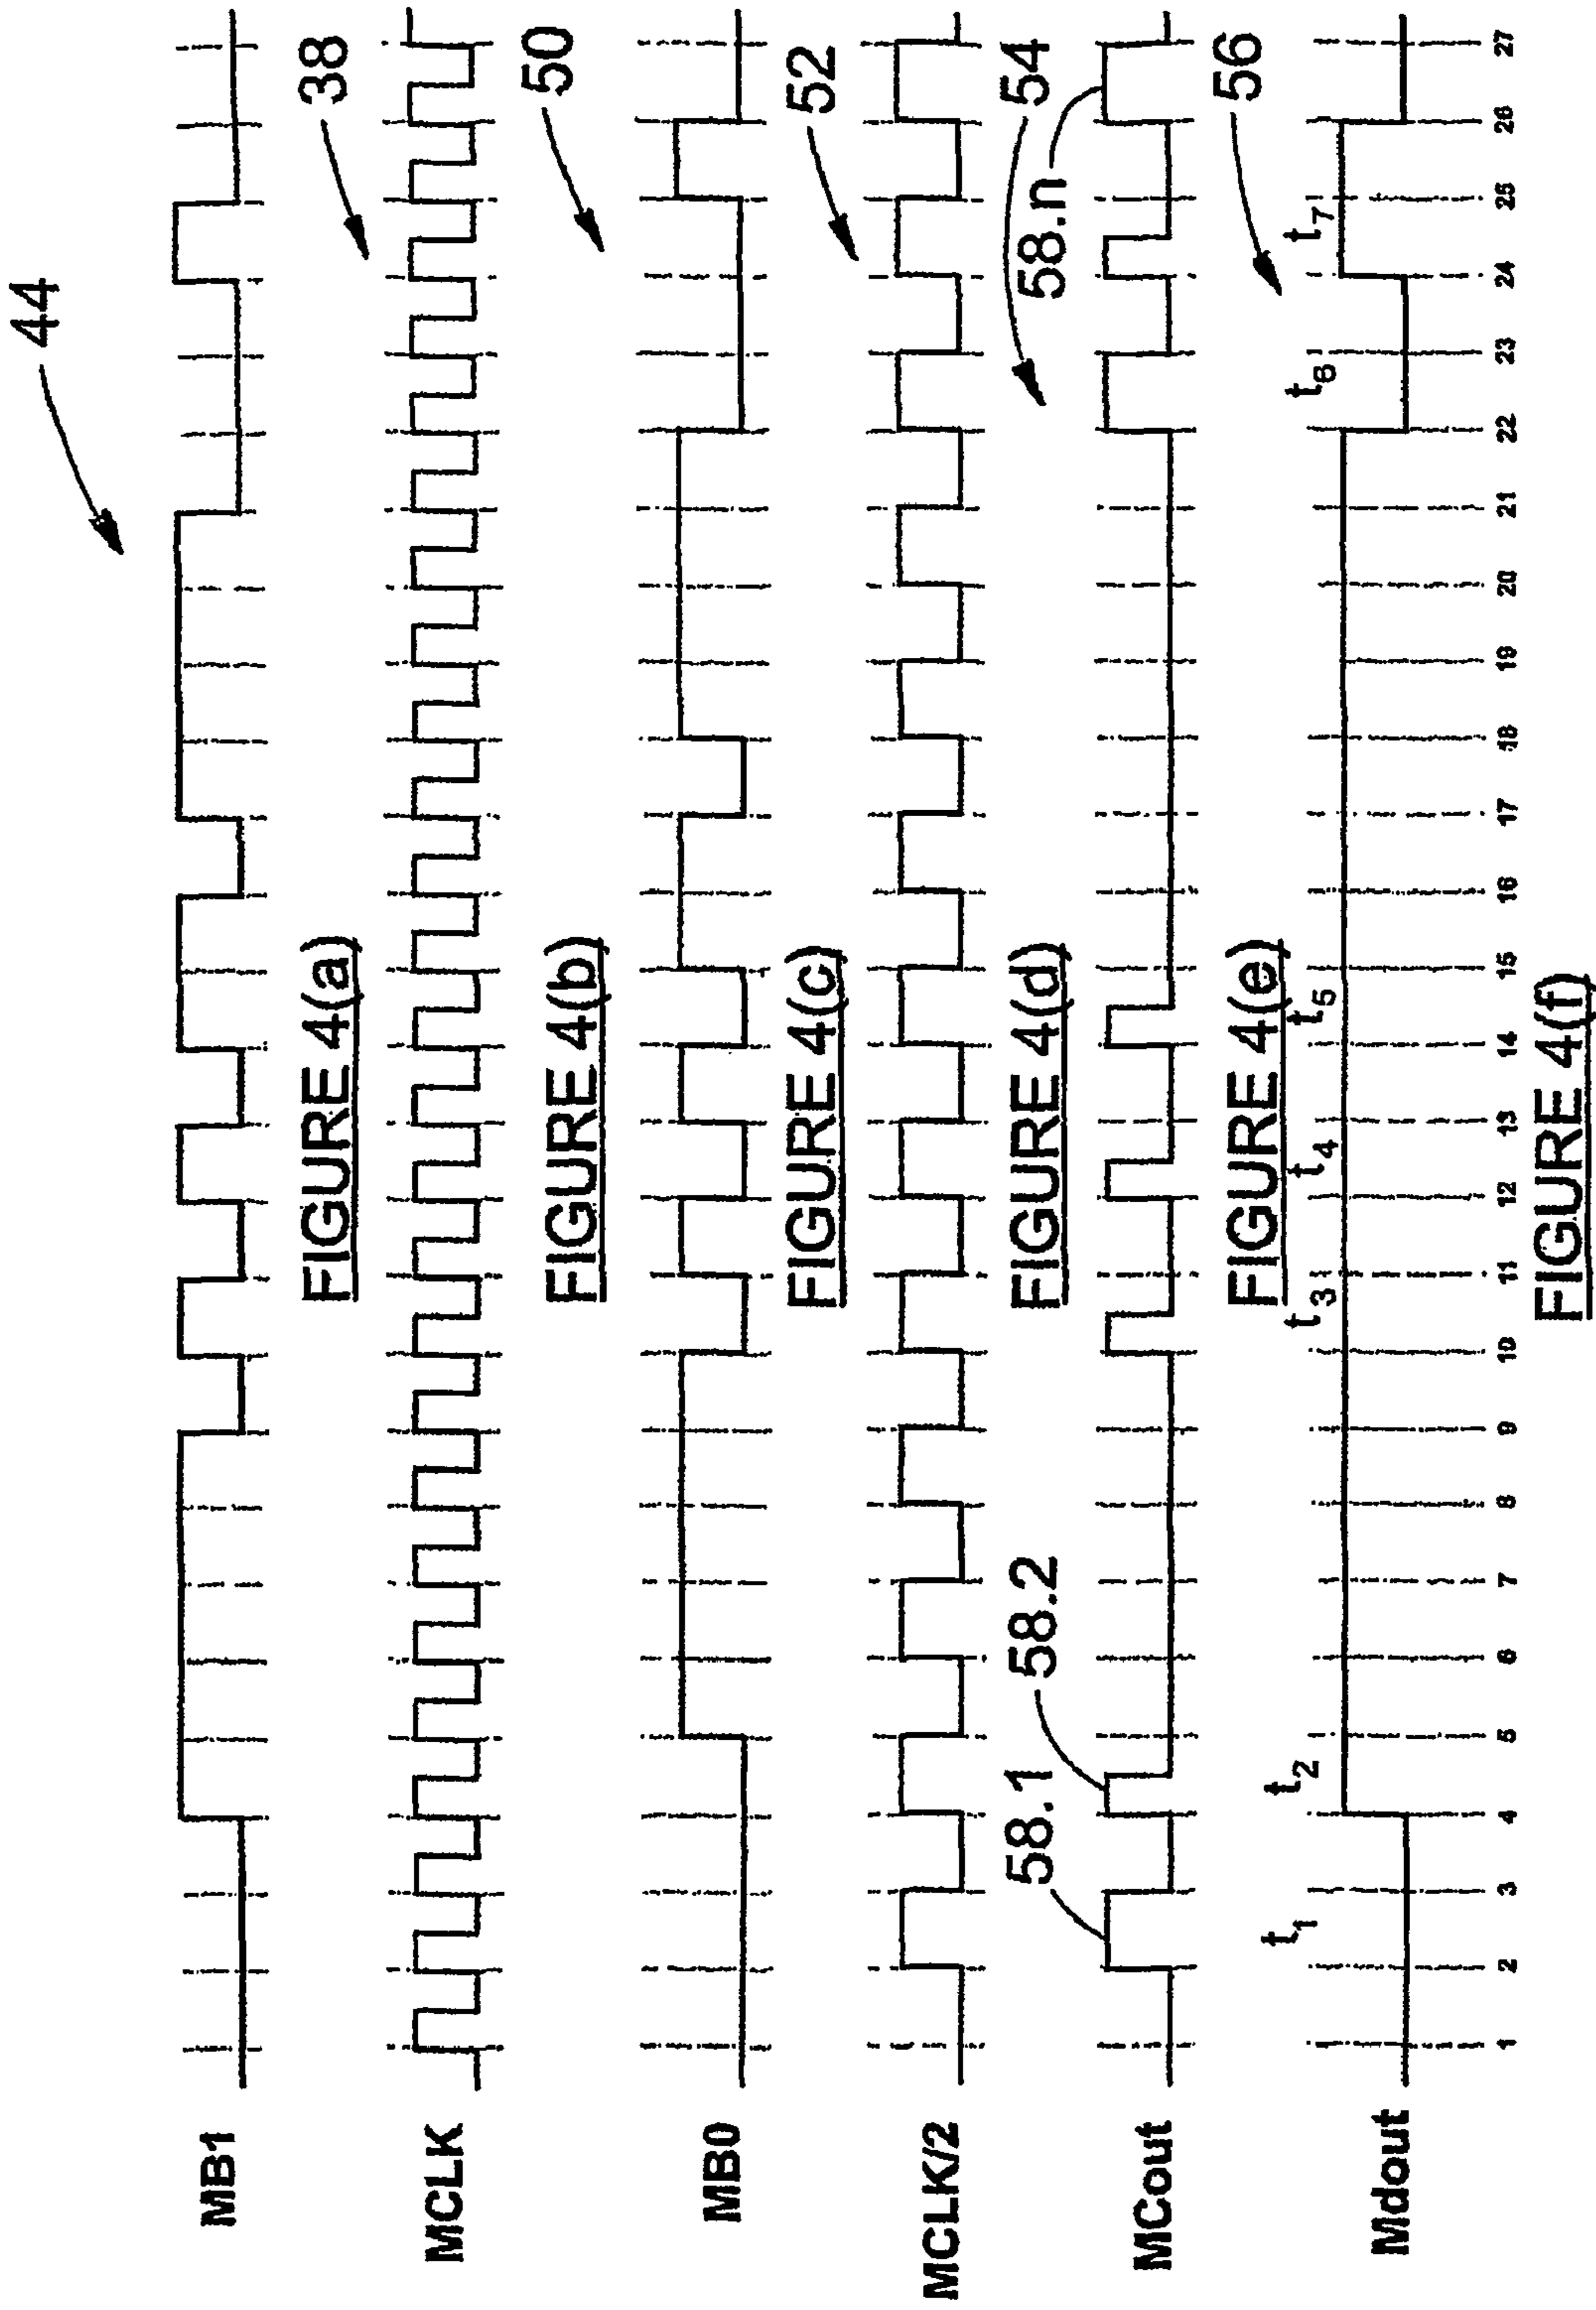 44
MB1
FIGURE 4(a)
38
MCLK
FIGURE 4(b)
50
MB0
FIGURE 4(c)
52
MCLK/2
FIGURE 4(d)
58.1
58.2
58.n
54
MCout
FIGURE 4(e)
56
t1
t2
t3
t4
t5
t6
t7
Mdout
1 2 3 4 5 6 7 8 9 10 11 12 13 14 15 16 17 18 19 20 21 22 23 24 25 26 27
FIGURE 4(f)